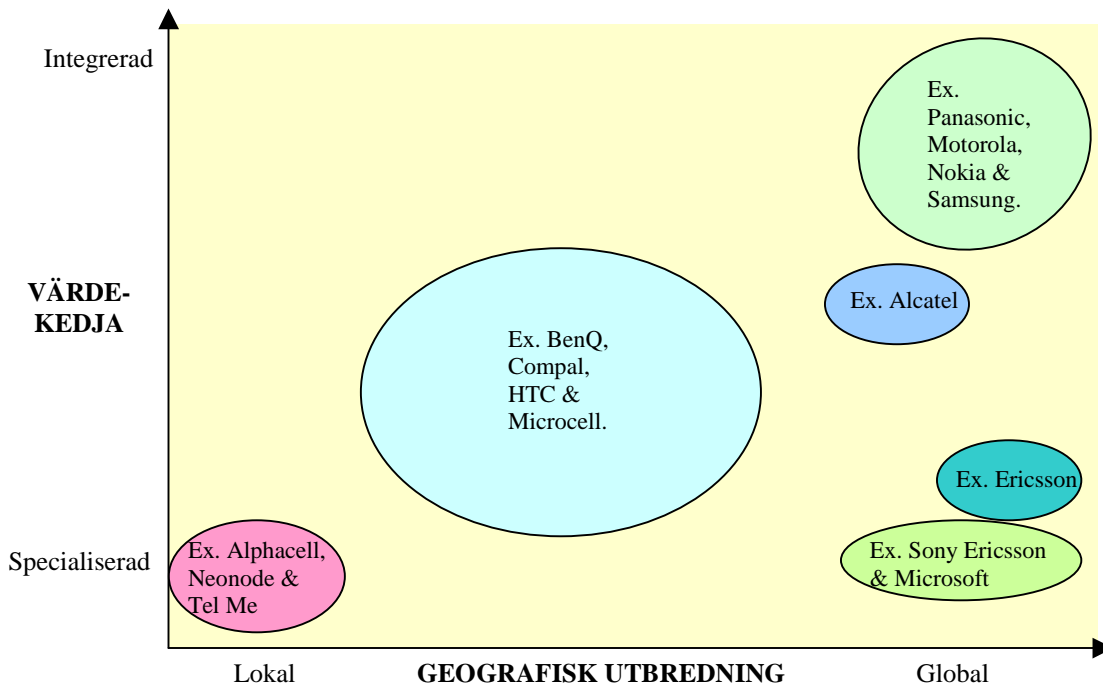 Integrerad
Ex.
Panasonic,
Motorola,
Nokia &
Samsung.
VÄRDE-
KEDJA
Ex. Alcatel
Ex. BenQ,
Compal,
HTC &
Microcell.
Ex. Ericsson
Specialiserad
Ex. Alphacell,
Neonode &
Tel Me
Ex. Sony Ericsson
& Microsoft
Lokal
GEOGRAFISK UTBREDNING
Global